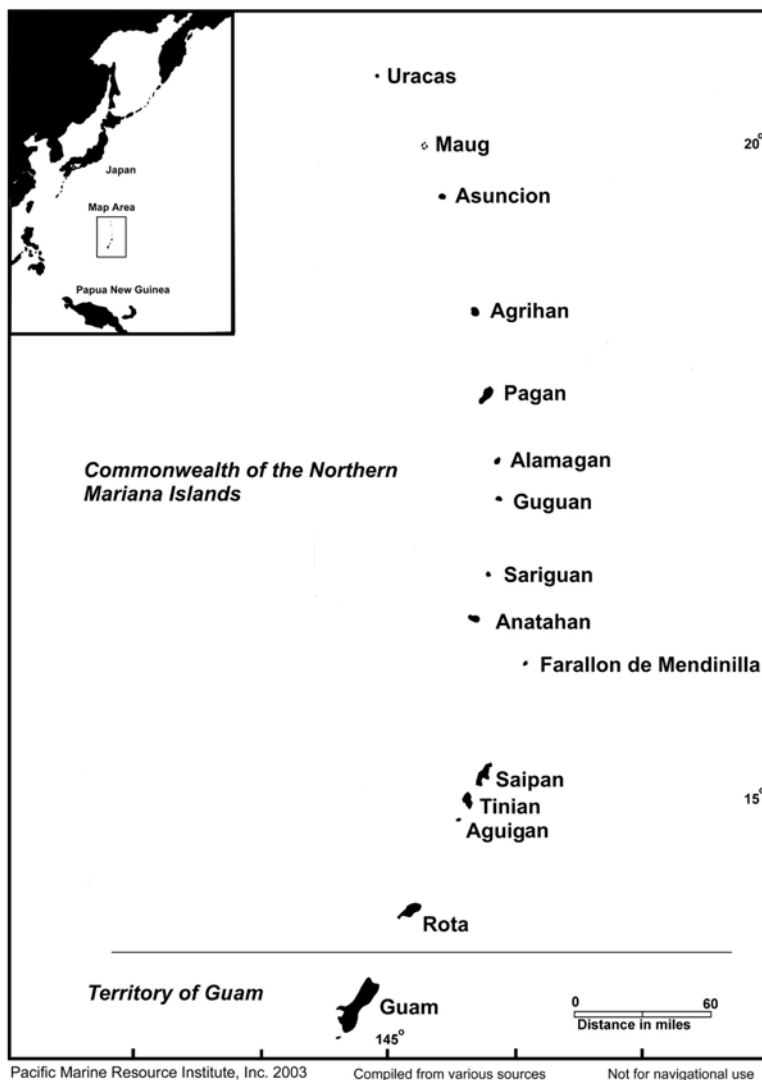 Uracas
Maug
20°
Asuncion
Japan
Map Area
Papua New Guinea
Agrihan
Pagan
Commonwealth of the Northern
Mariana Islands
Alamagan
Guguan
Sariguan
Anatahan
Farallon de Mendinilla
Saipan
Tinian
15°
Aguigan
Rota
Territory of Guam
Guam
0 60
Distance in miles
145°
Pacific Marine Resource Institute, Inc. 2003 Compiled from various sources Not for navigational use